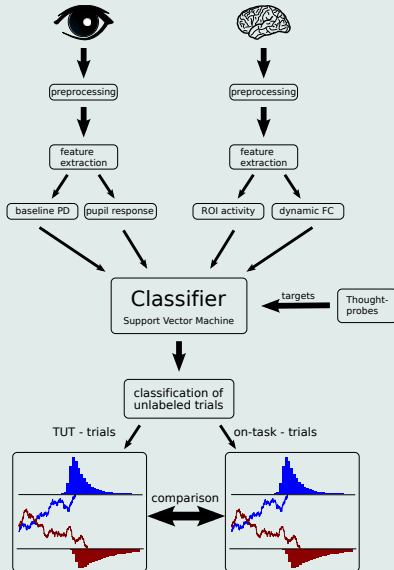 preprocessing
preprocessing
feature
extraction
feature
extraction
baseline PD
pupil response
ROI activity
dynamic FC
Classifier
Support Vector Machine
targets
Thought-
probes
classification of
unlabeled trials
TUT - trials
on-task - trials
comparison